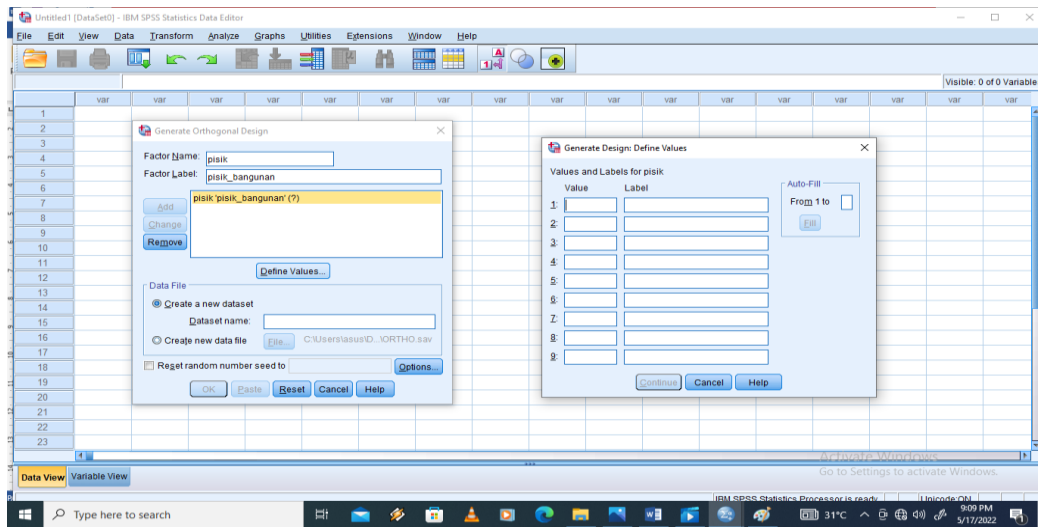 Untitled1 [DataSet0] - IBM SPSS Statistics Data Editor
File Edit View Data Transform Analyze Graphs Utilities Extensions Window Help
Visible: 0 of 0 Variable
var var var var var var var var var var var var var var var var var
1
2
3
4
5
6
7
8
9
10
11
12
13
14
15
16
17
18
19
20
21
22
23
Generate Orthogonal Design
Factor Name: pisik
Factor Label: pisik_bangunan
pisik 'pisik_bangunan' (?)
Add
Change
Remove
Define Values...
Data File
Create a new dataset
Dataset name:
Create new data file File... C:\Users\asus\D...\ORTHO.sav
Reset random number seed to Options...
OK Paste Reset Cancel Help
Generate Design: Define Values
Values and Labels for pisik
Value Label
1:
2:
3:
4:
5:
6:
7:
8:
9:
Auto-Fill
From 1 to
Fill
Continue Cancel Help
Activate Windows
Go to Settings to activate Windows.
Data View Variable View
IBM SPSS Statistics Processor is ready Unicode:ON
Type here to search
31°C
9:09 PM
5/17/2022